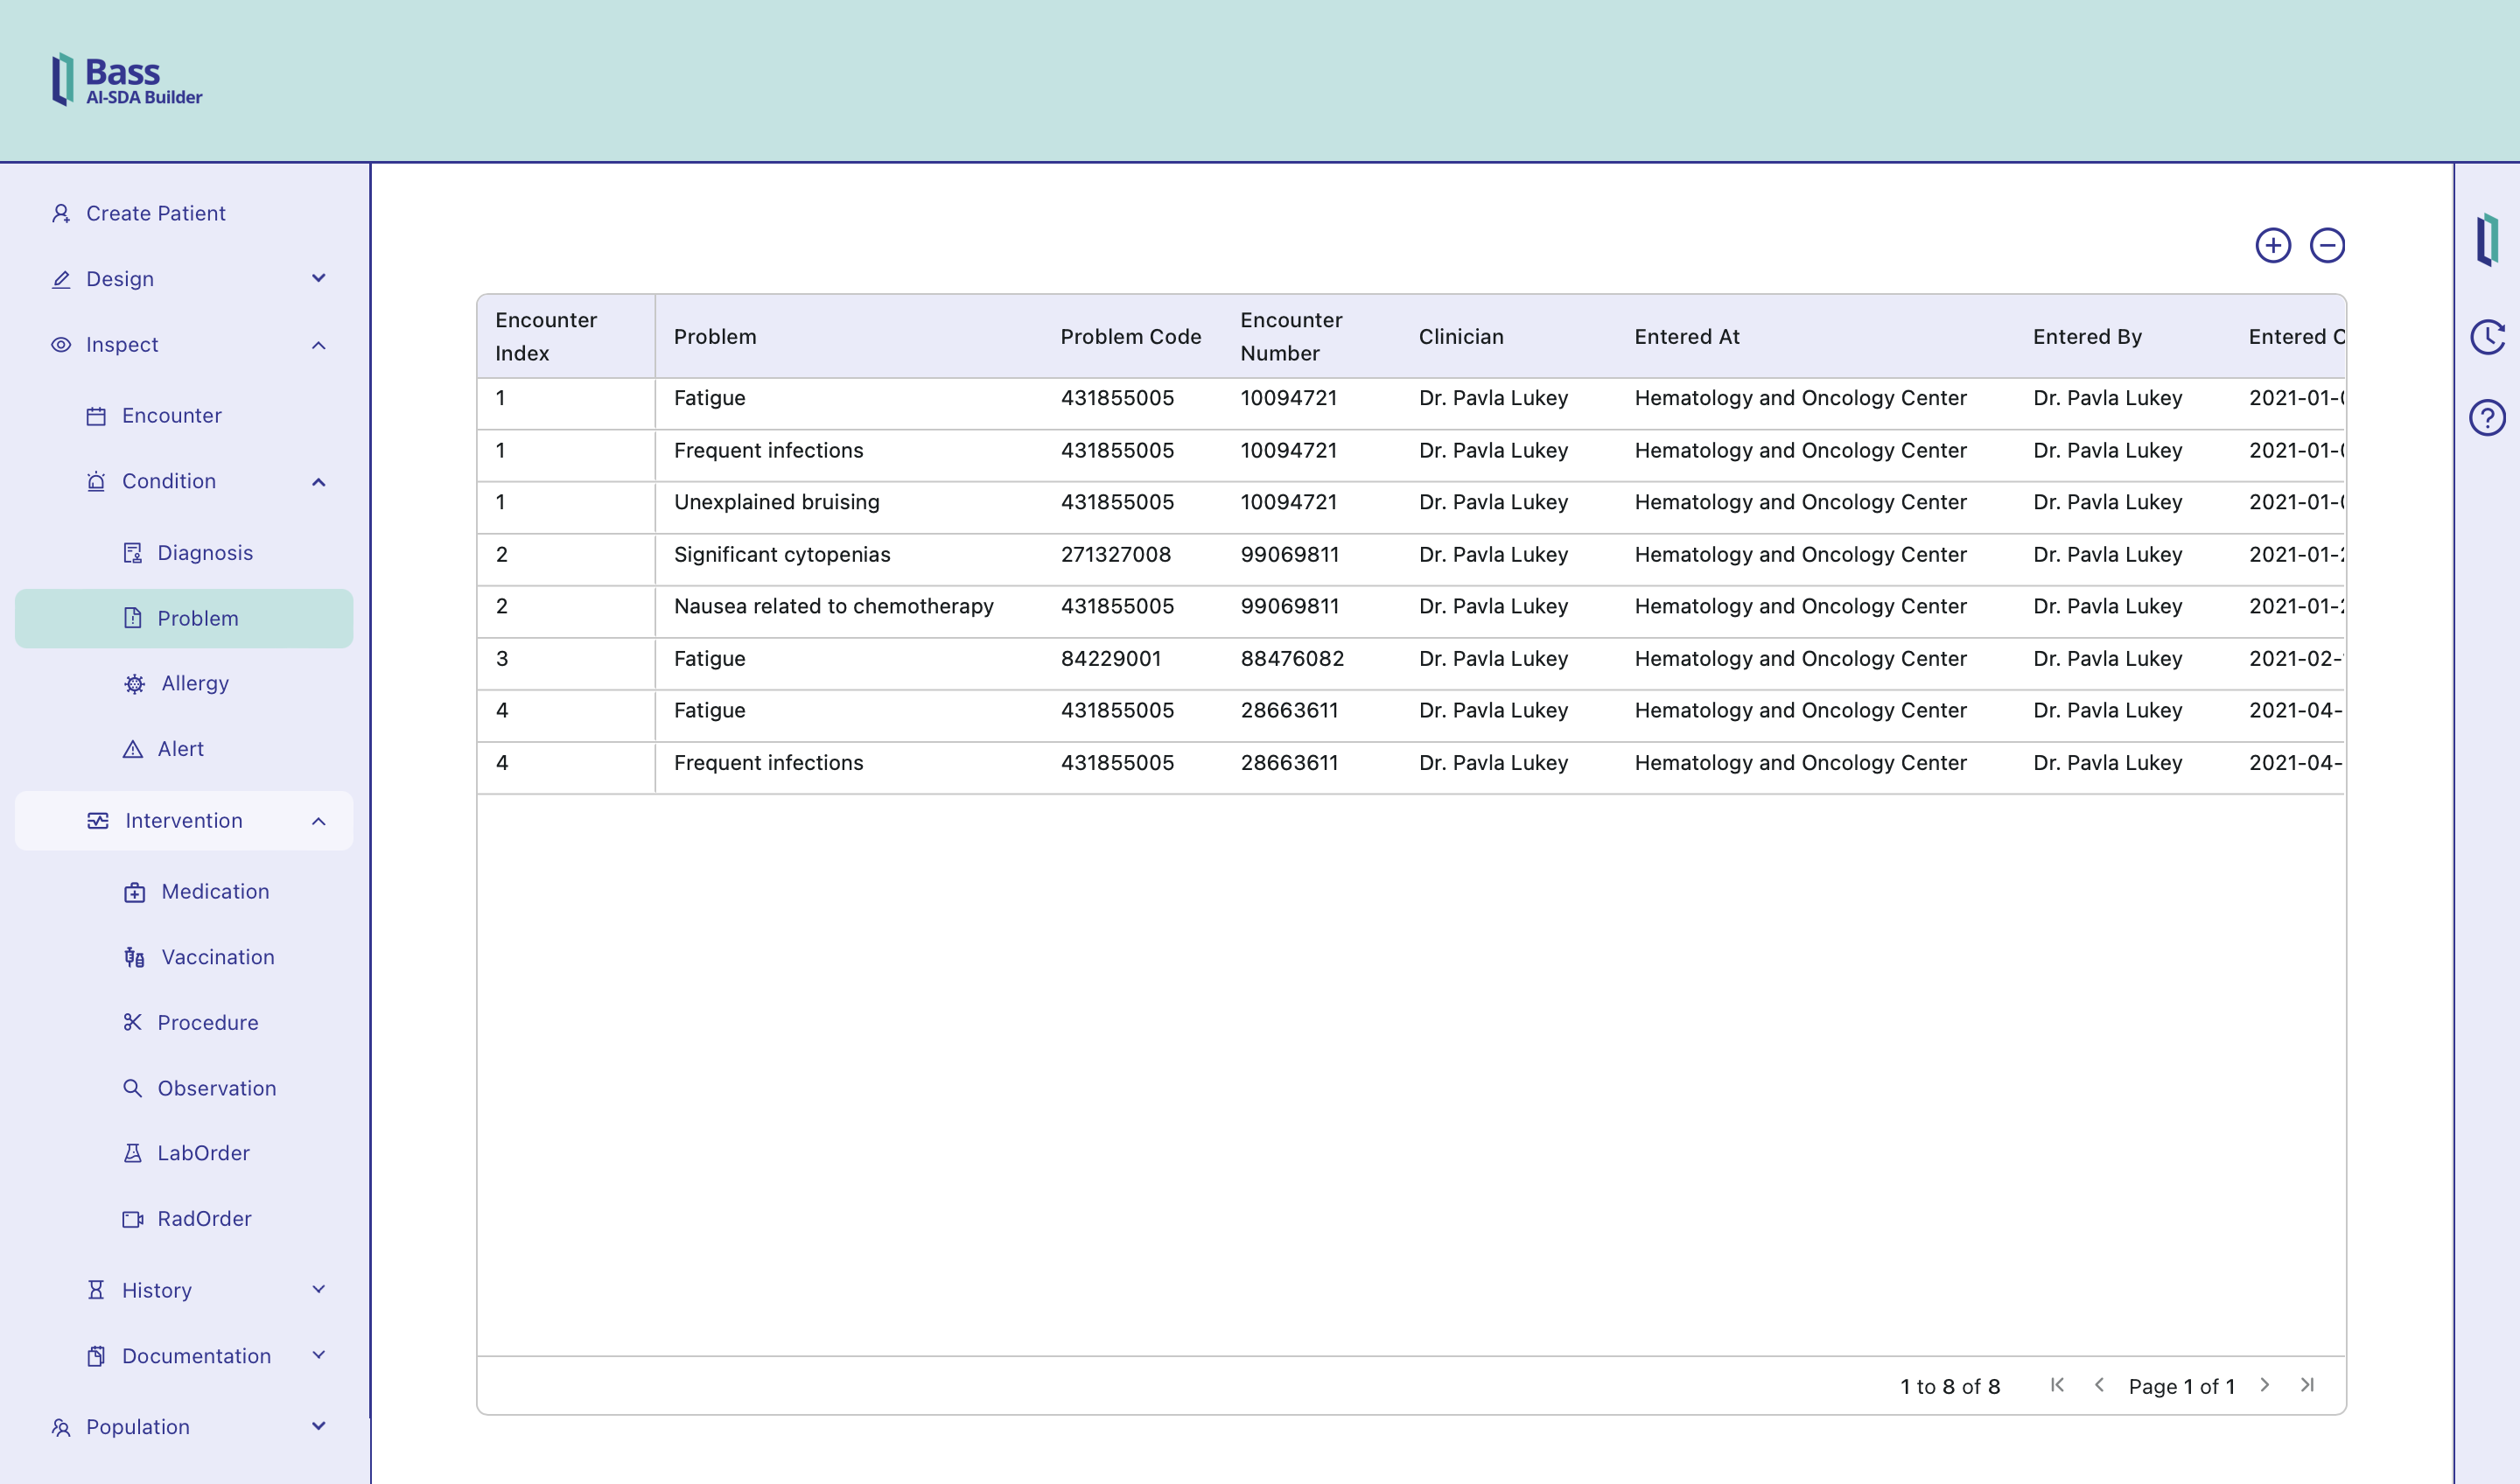 Bass
AI-SDA Builder
Create Patient
Design
Inspect
Encounter
Condition
Diagnosis
Problem
Allergy
Alert
Intervention
Medication
Vaccination
Procedure
Observation
LabOrder
RadOrder
History
Documentation
Population
Encounter Index Problem Problem Code Encounter Number Clinician Entered At Entered By Entered
1 Fatigue 431855005 10094721 Dr. Pavla Lukey Hematology and Oncology Center Dr. Pavla Lukey 2021-01-
1 Frequent infections 431855005 10094721 Dr. Pavla Lukey Hematology and Oncology Center Dr. Pavla Lukey 2021-01-
1 Unexplained bruising 431855005 10094721 Dr. Pavla Lukey Hematology and Oncology Center Dr. Pavla Lukey 2021-01-
2 Significant cytopenias 271327008 99069811 Dr. Pavla Lukey Hematology and Oncology Center Dr. Pavla Lukey 2021-01-
2 Nausea related to chemotherapy 431855005 99069811 Dr. Pavla Lukey Hematology and Oncology Center Dr. Pavla Lukey 2021-01-
3 Fatigue 84229001 88476082 Dr. Pavla Lukey Hematology and Oncology Center Dr. Pavla Lukey 2021-02-
4 Fatigue 431855005 28663611 Dr. Pavla Lukey Hematology and Oncology Center Dr. Pavla Lukey 2021-04-
4 Frequent infections 431855005 28663611 Dr. Pavla Lukey Hematology and Oncology Center Dr. Pavla Lukey 2021-04-
1 to 8 of 8 Page 1 of 1